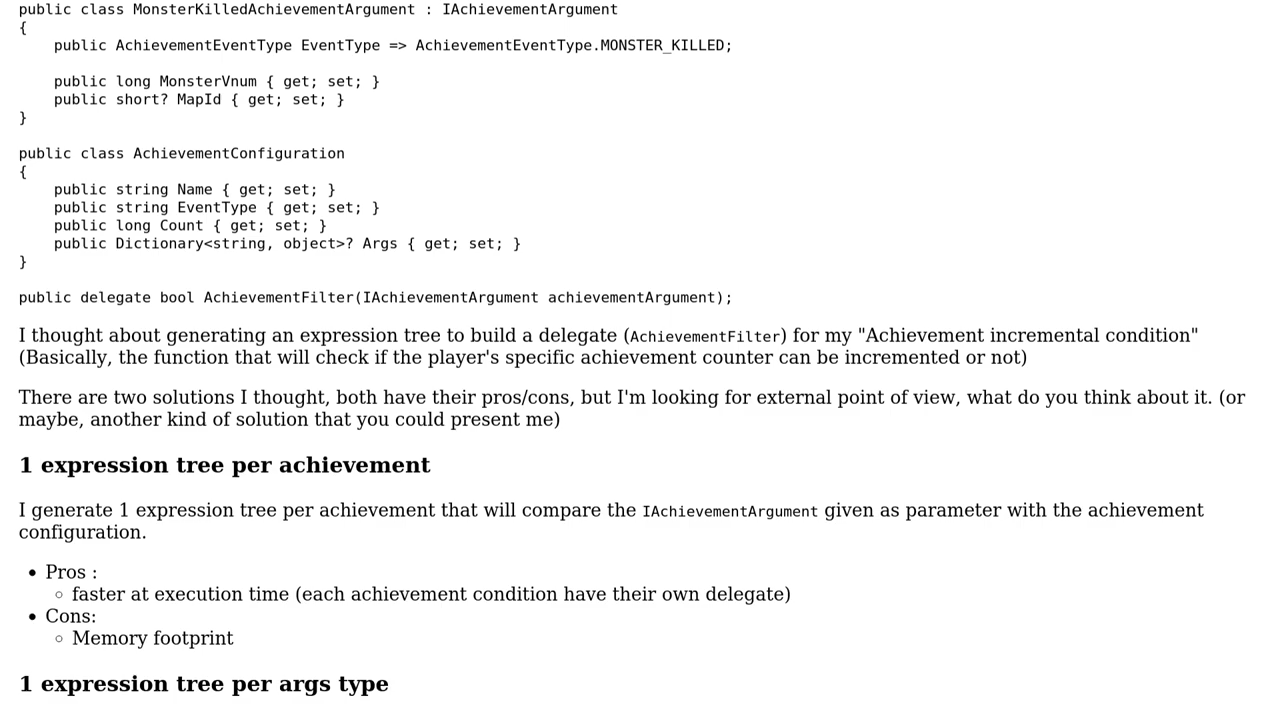 public class MonsterKilledAchievementArgument : IAchievementArgument
{
    public AchievementEventType EventType => AchievementEventType.MONSTER_KILLED;

    public long MonsterVnum { get; set; }
    public short? MapId { get; set; }
}

public class AchievementConfiguration
{
    public string Name { get; set; }
    public string EventType { get; set; }
    public long Count { get; set; }
    public Dictionary<string, object>? Args { get; set; }
}

public delegate bool AchievementFilter(IAchievementArgument achievementArgument);
I thought about generating an expression tree to build a delegate (AchievementFilter) for my "Achievement incremental condition"
(Basically, the function that will check if the player's specific achievement counter can be incremented or not)
There are two solutions I thought, both have their pros/cons, but I'm looking for external point of view, what do you think about it. (or
maybe, another kind of solution that you could present me)
1 expression tree per achievement
I generate 1 expression tree per achievement that will compare the IAchievementArgument given as parameter with the achievement
configuration.
• Pros :
◦ faster at execution time (each achievement condition have their own delegate)
• Cons:
◦ Memory footprint
1 expression tree per args type